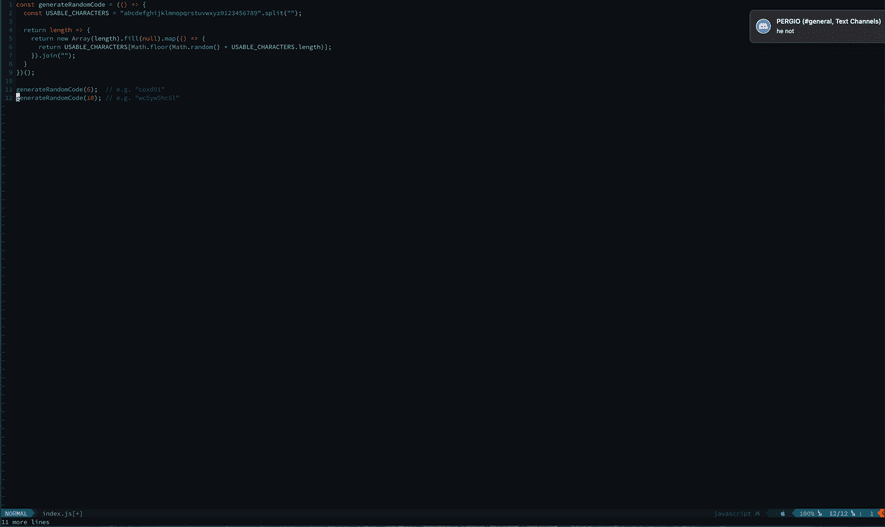 1 const generateRandomCode = (() => {
2 const USABLE_CHARACTERS = "abcdefghijklmnopqrstuvwxyz0123456789".split("");
3
4 return length => {
5 return new Array(length).fill(null).map(() => {
6 return USABLE_CHARACTERS[Math.floor(Math.random() * USABLE_CHARACTERS.length)];
7 }).join("");
8 }
9 })();
10
11 generateRandomCode(6); // e.g. "coxd9i"
12 generateRandomCode(10); // e.g.
PERGIO (#general, Text Channels)
he not
NORMAL index.js[+] javascript 100% 12/12 : 1
11 more lines